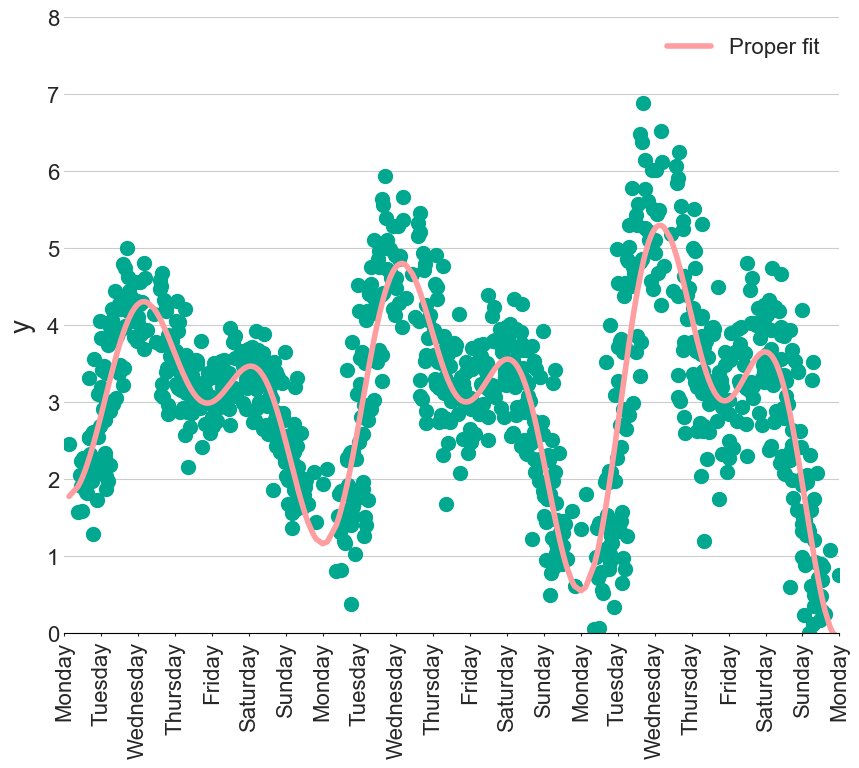 8
Proper fit
7
6
5
y
4
3
2
1
0
Monday
Tuesday
Wednesday
Thursday
Friday
Saturday
Sunday
Monday
Tuesday
Wednesday
Thursday
Friday
Saturday
Sunday
Monday
Tuesday
Wednesday
Thursday
Friday
Saturday
Sunday
Monday